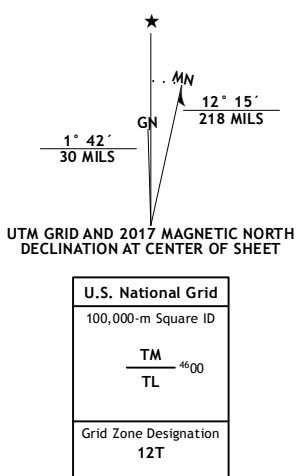 ★
MN
GN
12° 15´
218 MILS
1° 42´
30 MILS
UTM GRID AND 2017 MAGNETIC NORTH
DECLINATION AT CENTER OF SHEET
U.S. National Grid
100,000-m Square ID
TM
⁴⁶00
TL
Grid Zone Designation
12T